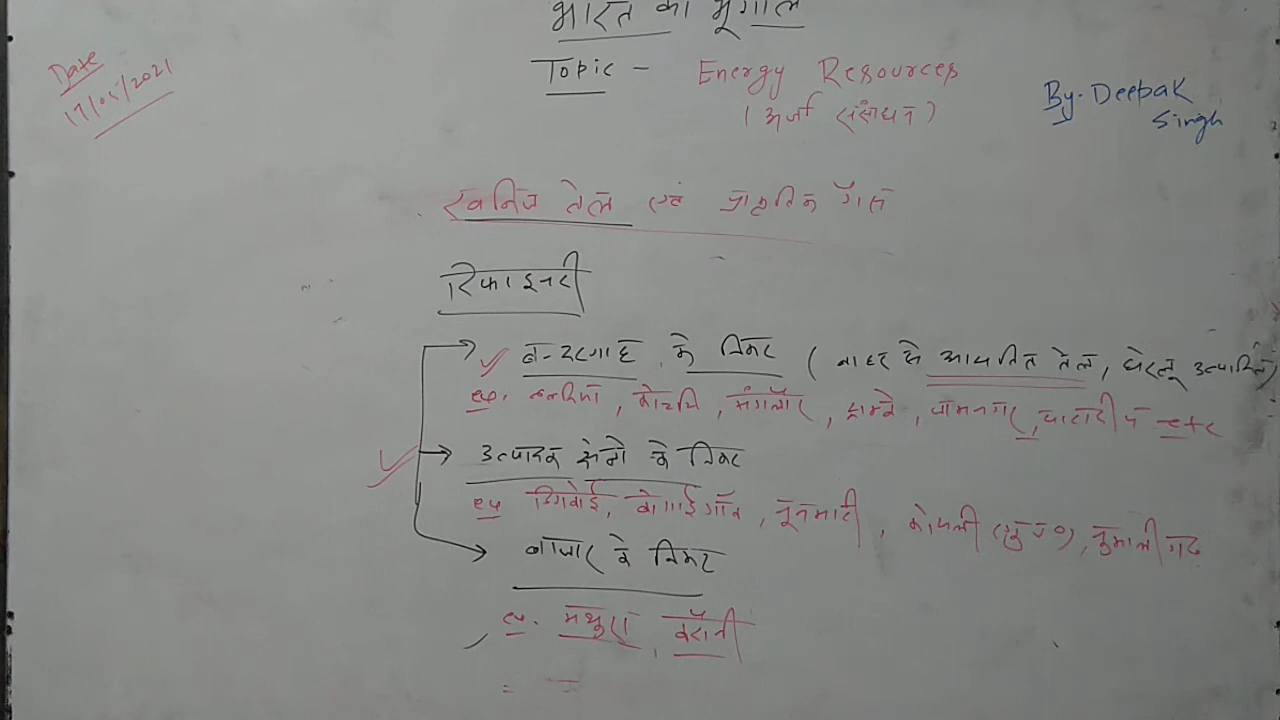 भारत का भूगोल
Date
17/05/2021
Topic - Energy Resources
(ऊर्जा संसाधन)
By. Deepak
Singh
खनिज तेल एवं प्राकृतिक गैस
रिफाइनरी
बन्दरगाह के निकट (बाहर से आयातित तेल, घरेलू उत्पादित)
ex. हल्दिया, कोच्चि, मंगलौर, ट्राम्बे, जामनगर, etc
उत्पादक क्षेत्रों के निकट
ex डिगबोई, बोंगाईगाँव, नूनमाटी, कोयली (गुज०), नुमालीगढ़
बाजार के निकट
ex. मथुरा, बरौनी